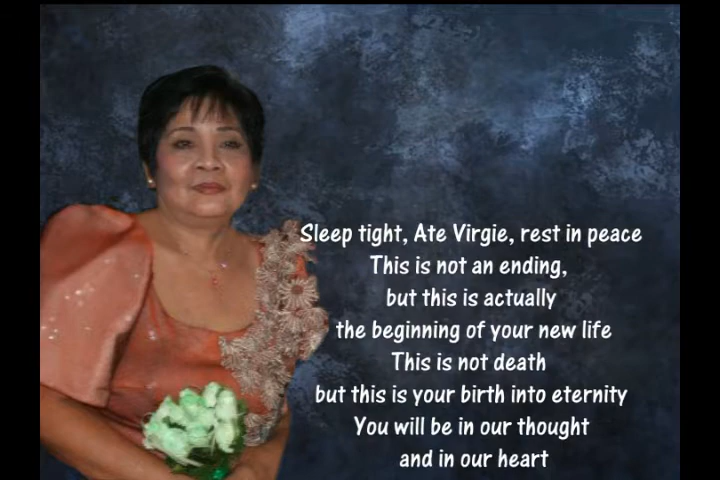 Sleep tight, Ate Virgie, rest in peace
This is not an ending,
but this is actually
the beginning of your new life
This is not death
but this is your birth into eternity
You will be in our thought
and in our heart